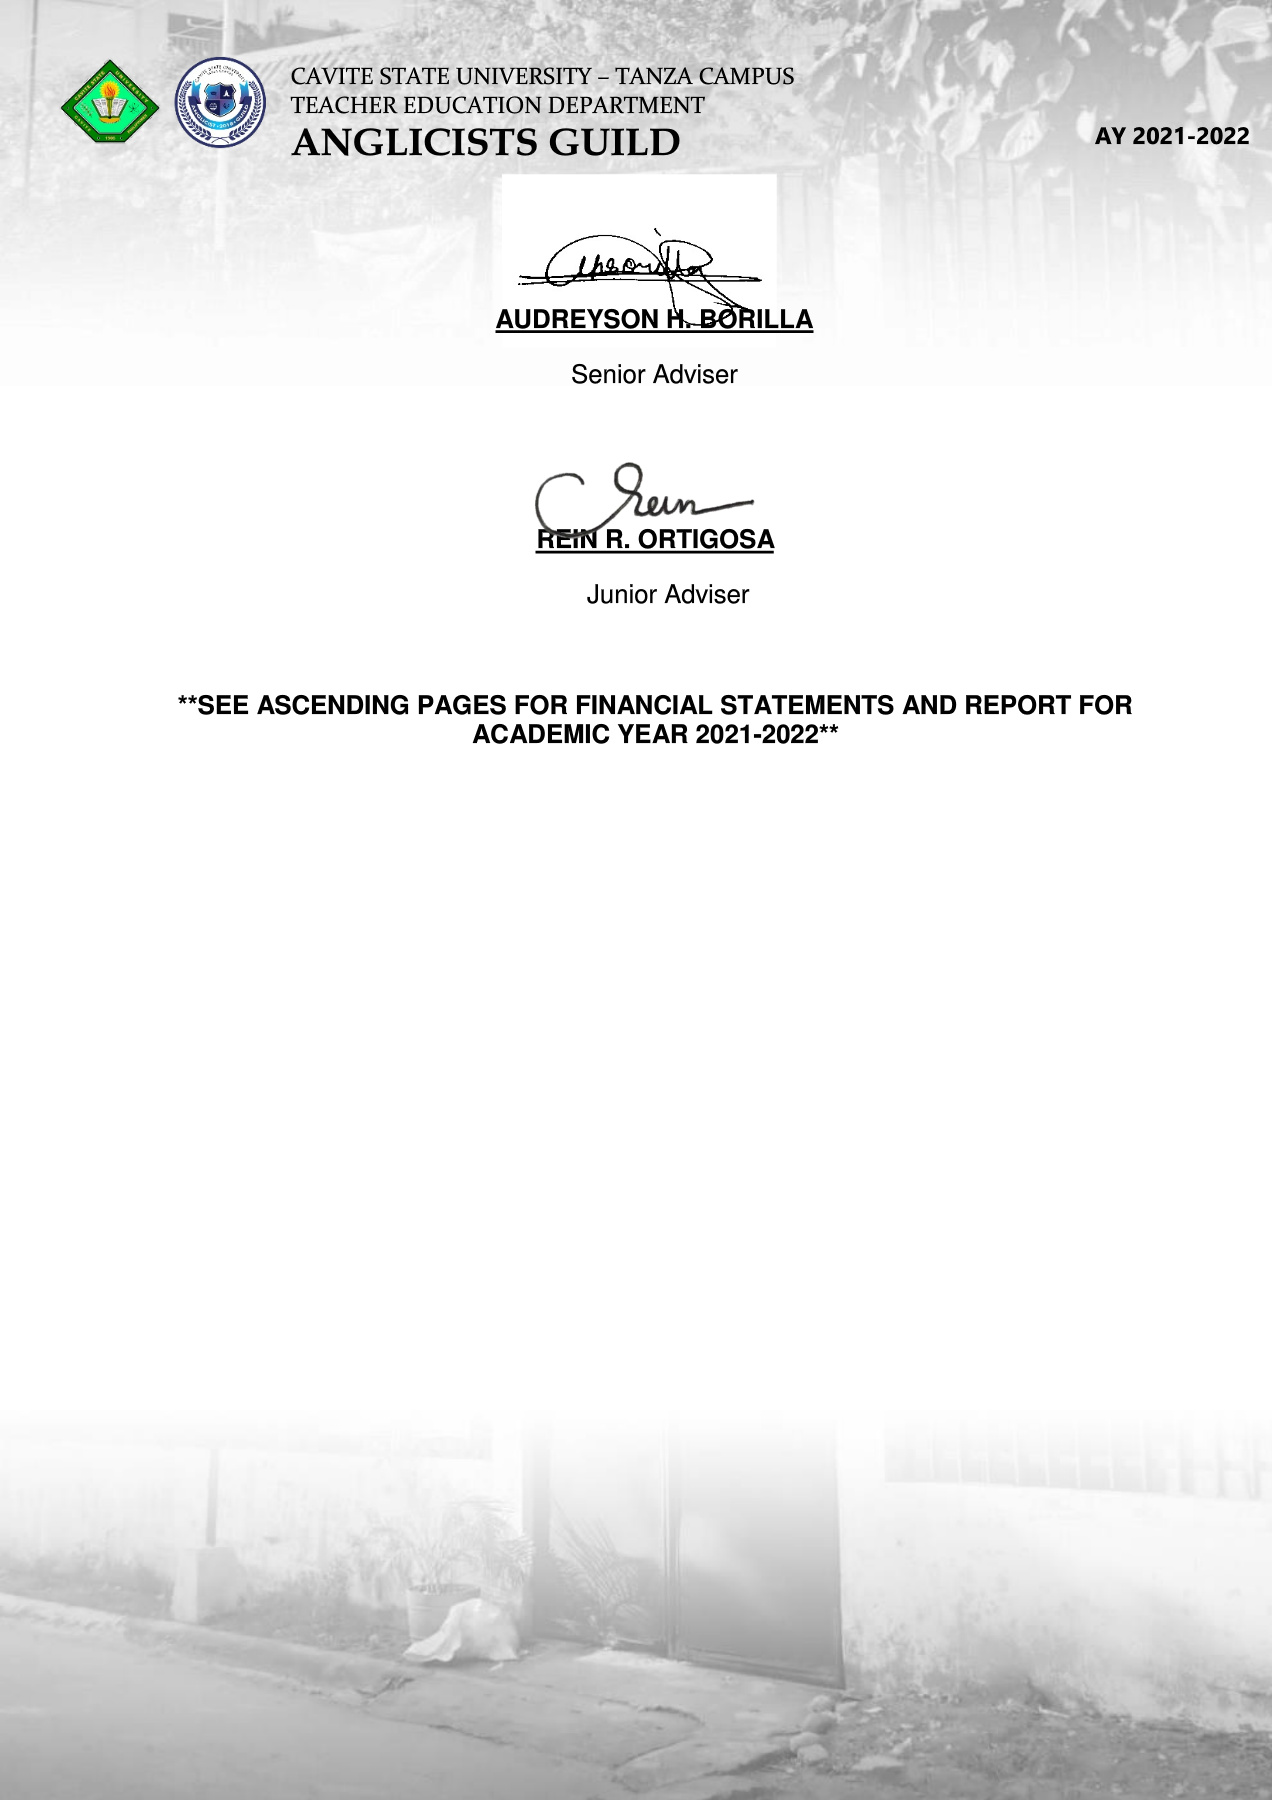 CAVITE STATE UNIVERSITY – TANZA CAMPUS
TEACHER EDUCATION DEPARTMENT
ANGLICISTS GUILD
AY 2021-2022
AUDREYSON H. BORILLA
Senior Adviser
Rein
REIN R. ORTIGOSA
Junior Adviser
**SEE ASCENDING PAGES FOR FINANCIAL STATEMENTS AND REPORT FOR
ACADEMIC YEAR 2021-2022**